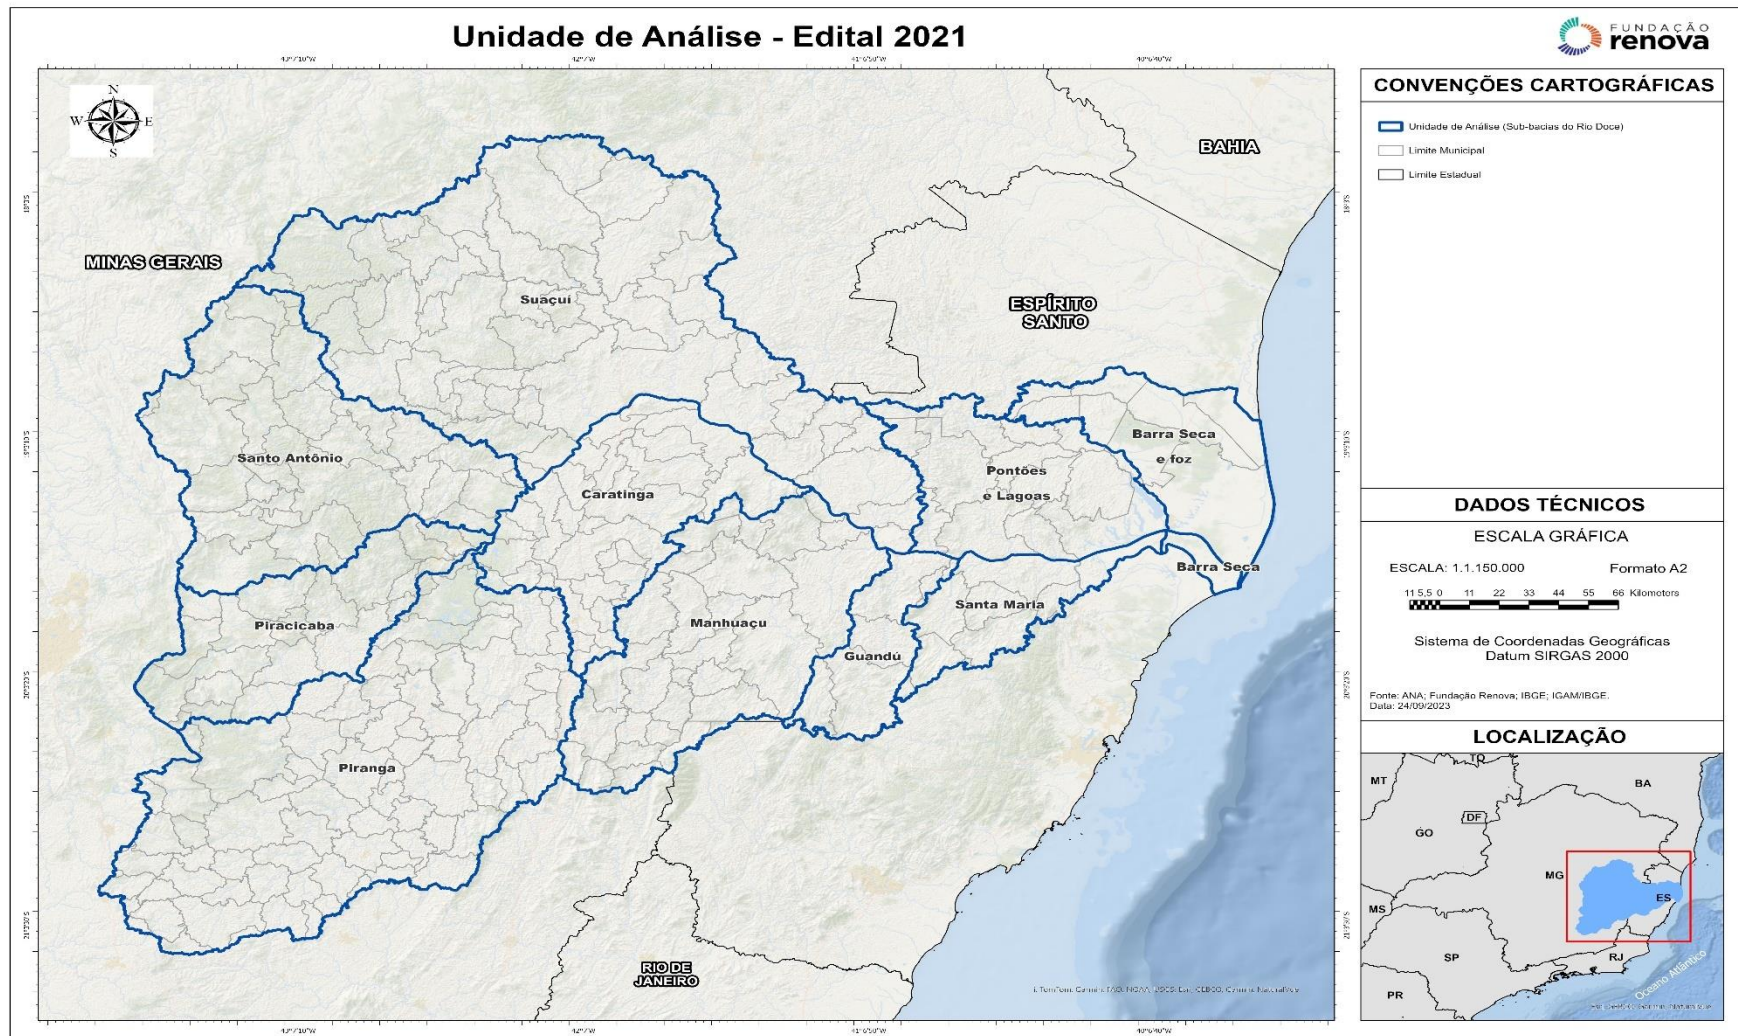 Unidade de Análise - Edital 2021
FUNDAÇÃO
renova
42°7'W
N
W
E
S
BAHIA
MINAS GERAIS
ESPÍRITO
SANTO
Suaçuí
Santo Antônio
Caratinga
Barra Seca
e foz
Pontões
e Lagoas
Barra Seca
Santa Maria
Piracicaba
Manhuaçu
Guandú
Piranga
RIO DE
JANEIRO
42°7'W
CONVENÇÕES CARTOGRÁFICAS
Unidade de Análise (Sub-bacias do Rio Doce)
Limite Municipal
Limite Estadual
DADOS TÉCNICOS
ESCALA GRÁFICA
ESCALA: 1.1.150.000
Formato A2
11 5,5 0 11 22 33 44 55 66 Kilometers
Sistema de Coordenadas Geográficas
Datum SIRGAS 2000
Fonte: ANA; Fundação Renova; IBGE; IGAM/IBGE.
Data: 24/09/2023
LOCALIZAÇÃO
TO
MT
BA
DF
GO
MG
ES
MS
SP
RJ
PR
Oceano Atlântico